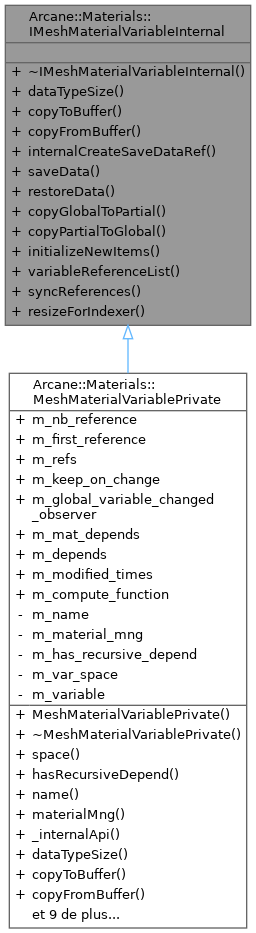 Arcane::Materials::
IMeshMaterialVariableInternal
+ ~IMeshMaterialVariableInternal()
+ dataTypeSize()
+ copyToBuffer()
+ copyFromBuffer()
+ internalCreateSaveDataRef()
+ saveData()
+ restoreData()
+ copyGlobalToPartial()
+ copyPartialToGlobal()
+ initializeNewItems()
+ variableReferenceList()
+ syncReferences()
+ resizeForIndexer()
Arcane::Materials::
MeshMaterialVariablePrivate
+ m_nb_reference
+ m_first_reference
+ m_refs
+ m_keep_on_change
+ m_global_variable_changed
_observer
+ m_mat_depends
+ m_depends
+ m_modified_times
+ m_compute_function
- m_name
- m_material_mng
- m_has_recursive_depend
- m_var_space
- m_variable
+ MeshMaterialVariablePrivate()
+ ~MeshMaterialVariablePrivate()
+ space()
+ hasRecursiveDepend()
+ name()
+ materialMng()
+ _internalApi()
+ dataTypeSize()
+ copyToBuffer()
+ copyFromBuffer()
et 9 de plus...